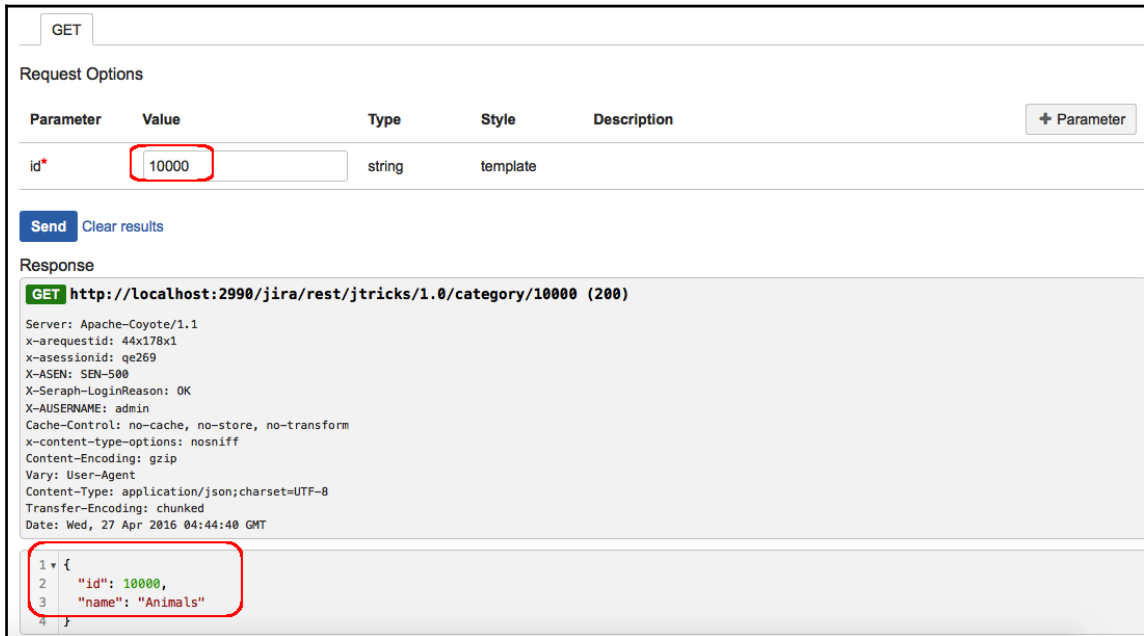 GET
Request Options
Parameter Value Type Style Description + Parameter
id* 10000 string template
Send Clear results
Response
GET http://localhost:2990/jira/rest/jtricks/1.0/category/10000 (200)
Server: Apache-Coyote/1.1
x-arequestid: 44x178x1
x-asessionid: qe269
X-ASEN: SEN-500
X-Seraph-LoginReason: OK
X-AUSERNAME: admin
Cache-Control: no-cache, no-store, no-transform
x-content-type-options: nosniff
Content-Encoding: gzip
Vary: User-Agent
Content-Type: application/json;charset=UTF-8
Transfer-Encoding: chunked
Date: Wed, 27 Apr 2016 04:44:40 GMT
1 {
2 "id": 10000,
3 "name": "Animals"
4 }